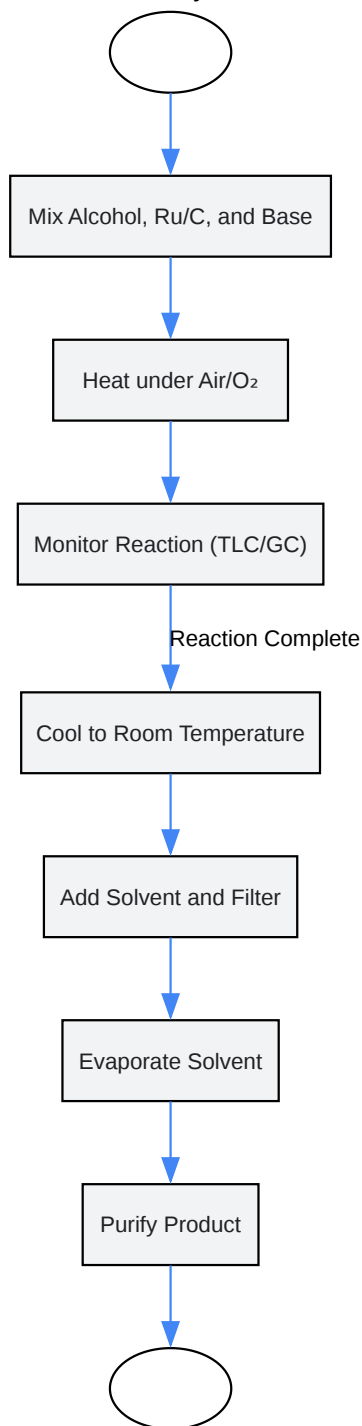 Mix Alcohol, Ru/C, and Base
Heat under Air/O₂
Monitor Reaction (TLC/GC)
Reaction Complete
Cool to Room Temperature
Add Solvent and Filter
Evaporate Solvent
Purify Product